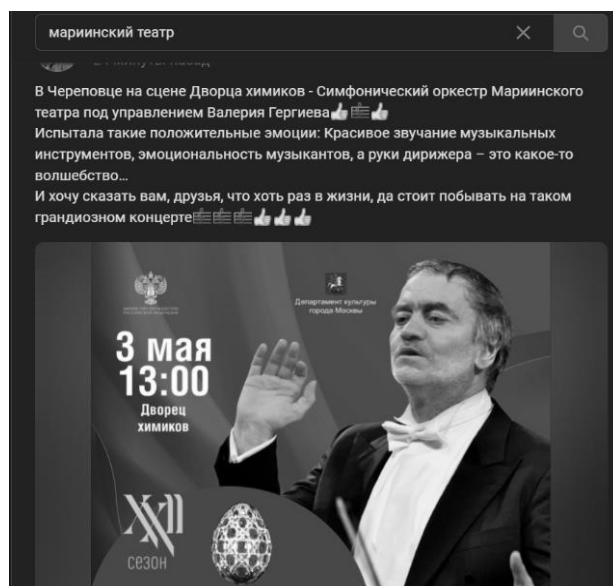 мариинский театр
В Череповце на сцене Дворца химиков - Симфонический оркестр Мариинского
театра под управлением Валерия Гергиева👍🎼👍
Испытала такие положительные эмоции: Красивое звучание музыкальных
инструментов, эмоциональность музыкантов, а руки дирижера – это какое-то
волшебство...
И хочу сказать вам, друзья, что хоть раз в жизни, да стоит побывать на таком
грандиозном концерте🎼🎼🎼👍👍👍
Департамент культуры
города Москвы
3 мая
13:00
Дворец
химиков
XXII
сезон